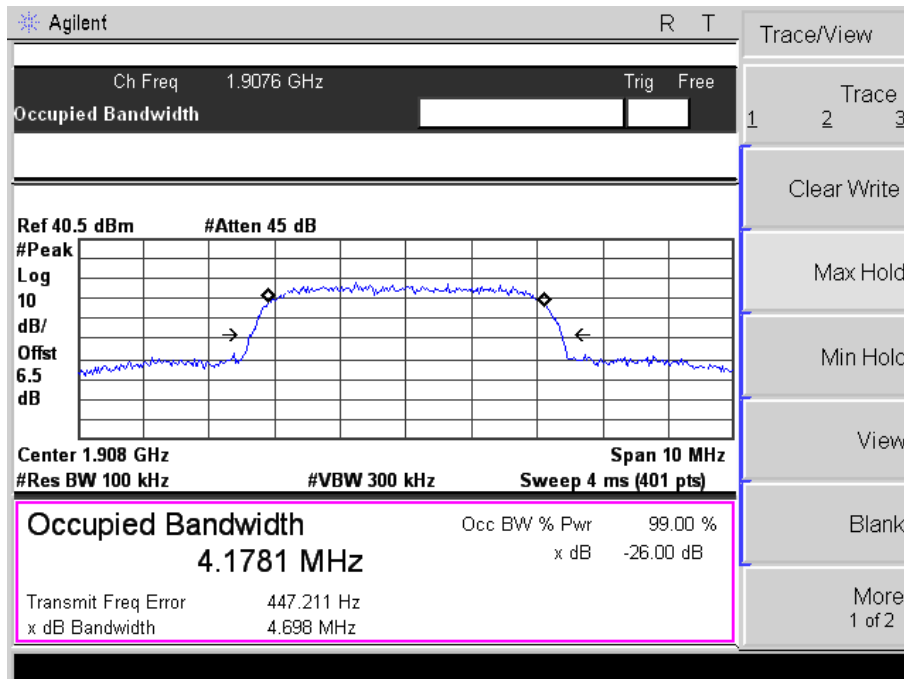 Agilent R T
Trace/View
Ch Freq 1.9076 GHz Trig Free
Occupied Bandwidth
Trace
1 2 3
Clear Write
Ref 40.5 dBm #Atten 45 dB
#Peak
Log
10
dB/
Offst
6.5
dB
Max Hold
Min Hold
View
Center 1.908 GHz Span 10 MHz
#Res BW 100 kHz #VBW 300 kHz Sweep 4 ms (401 pts)
Occupied Bandwidth Occ BW % Pwr 99.00 %
4.1781 MHz x dB -26.00 dB
Blank
Transmit Freq Error 447.211 Hz
x dB Bandwidth 4.698 MHz
More
1 of 2